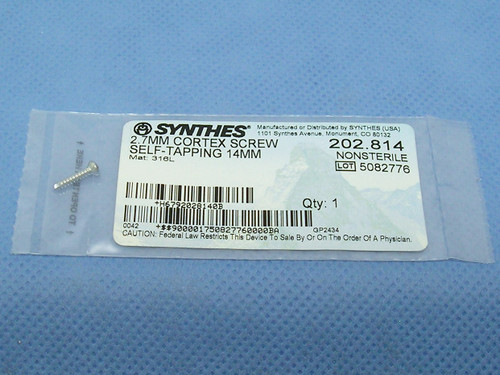 SYNTHES®
Manufactured or Distributed by SYNTHES (USA)
1101 Synthes Avenue, Monument, CO 80132
2.7MM CORTEX SCREW
SELF-TAPPING 14MM
Mat: 316L
202.814
NONSTERILE
LOT 5082776
+H6792028140B
Qty: 1
0042 +$$900001750827760000BA GP2434
CAUTION: Federal Law Restricts This Device To Sale By Or On The Order Of A Physician.